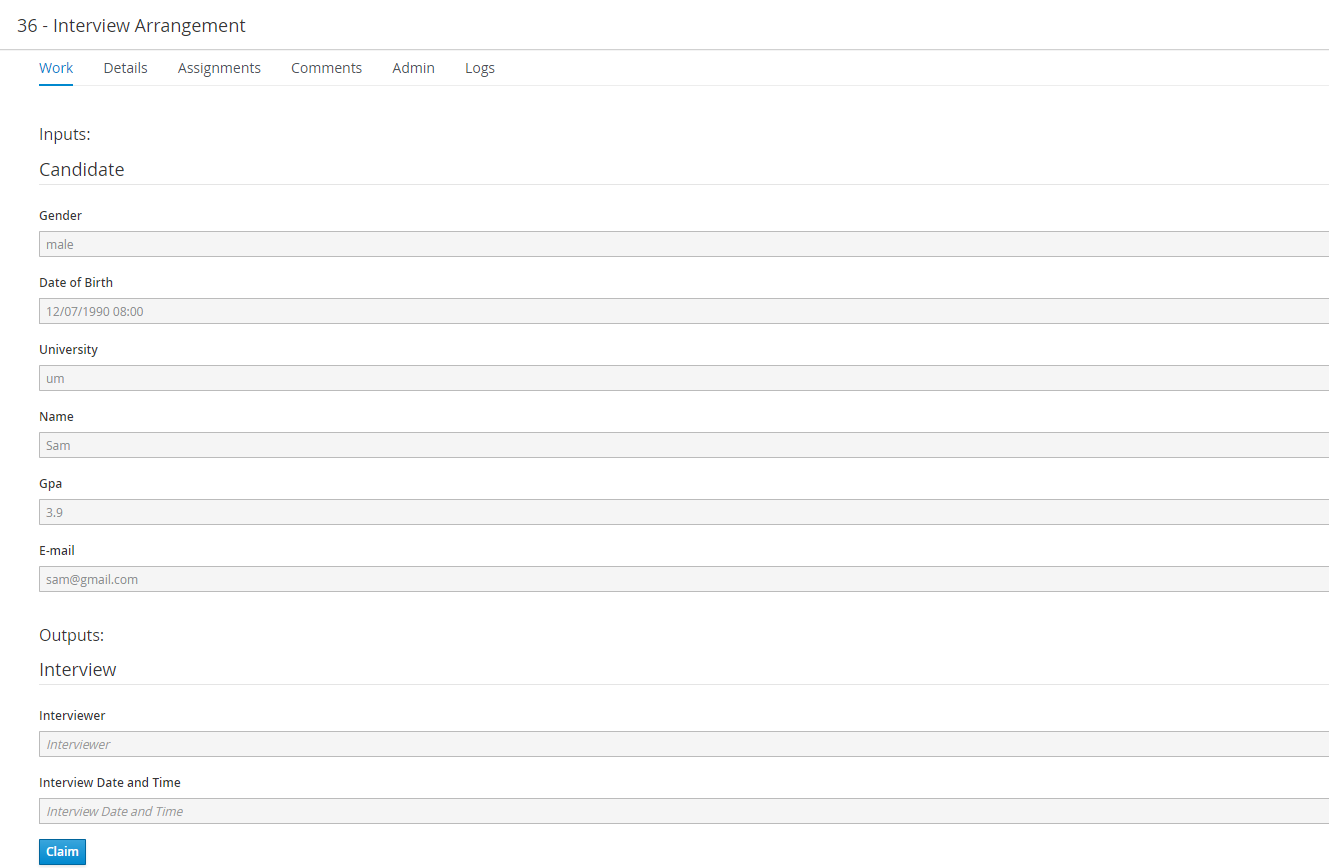 36 - Interview Arrangement
Work Details Assignments Comments Admin Logs
Inputs:
Candidate
Gender
male
Date of Birth
12/07/1990 08:00
University
um
Name
Sam
Gpa
3.9
E-mail
sam@gmail.com
Outputs:
Interview
Interviewer
Interviewer
Interview Date and Time
Interview Date and Time
Claim